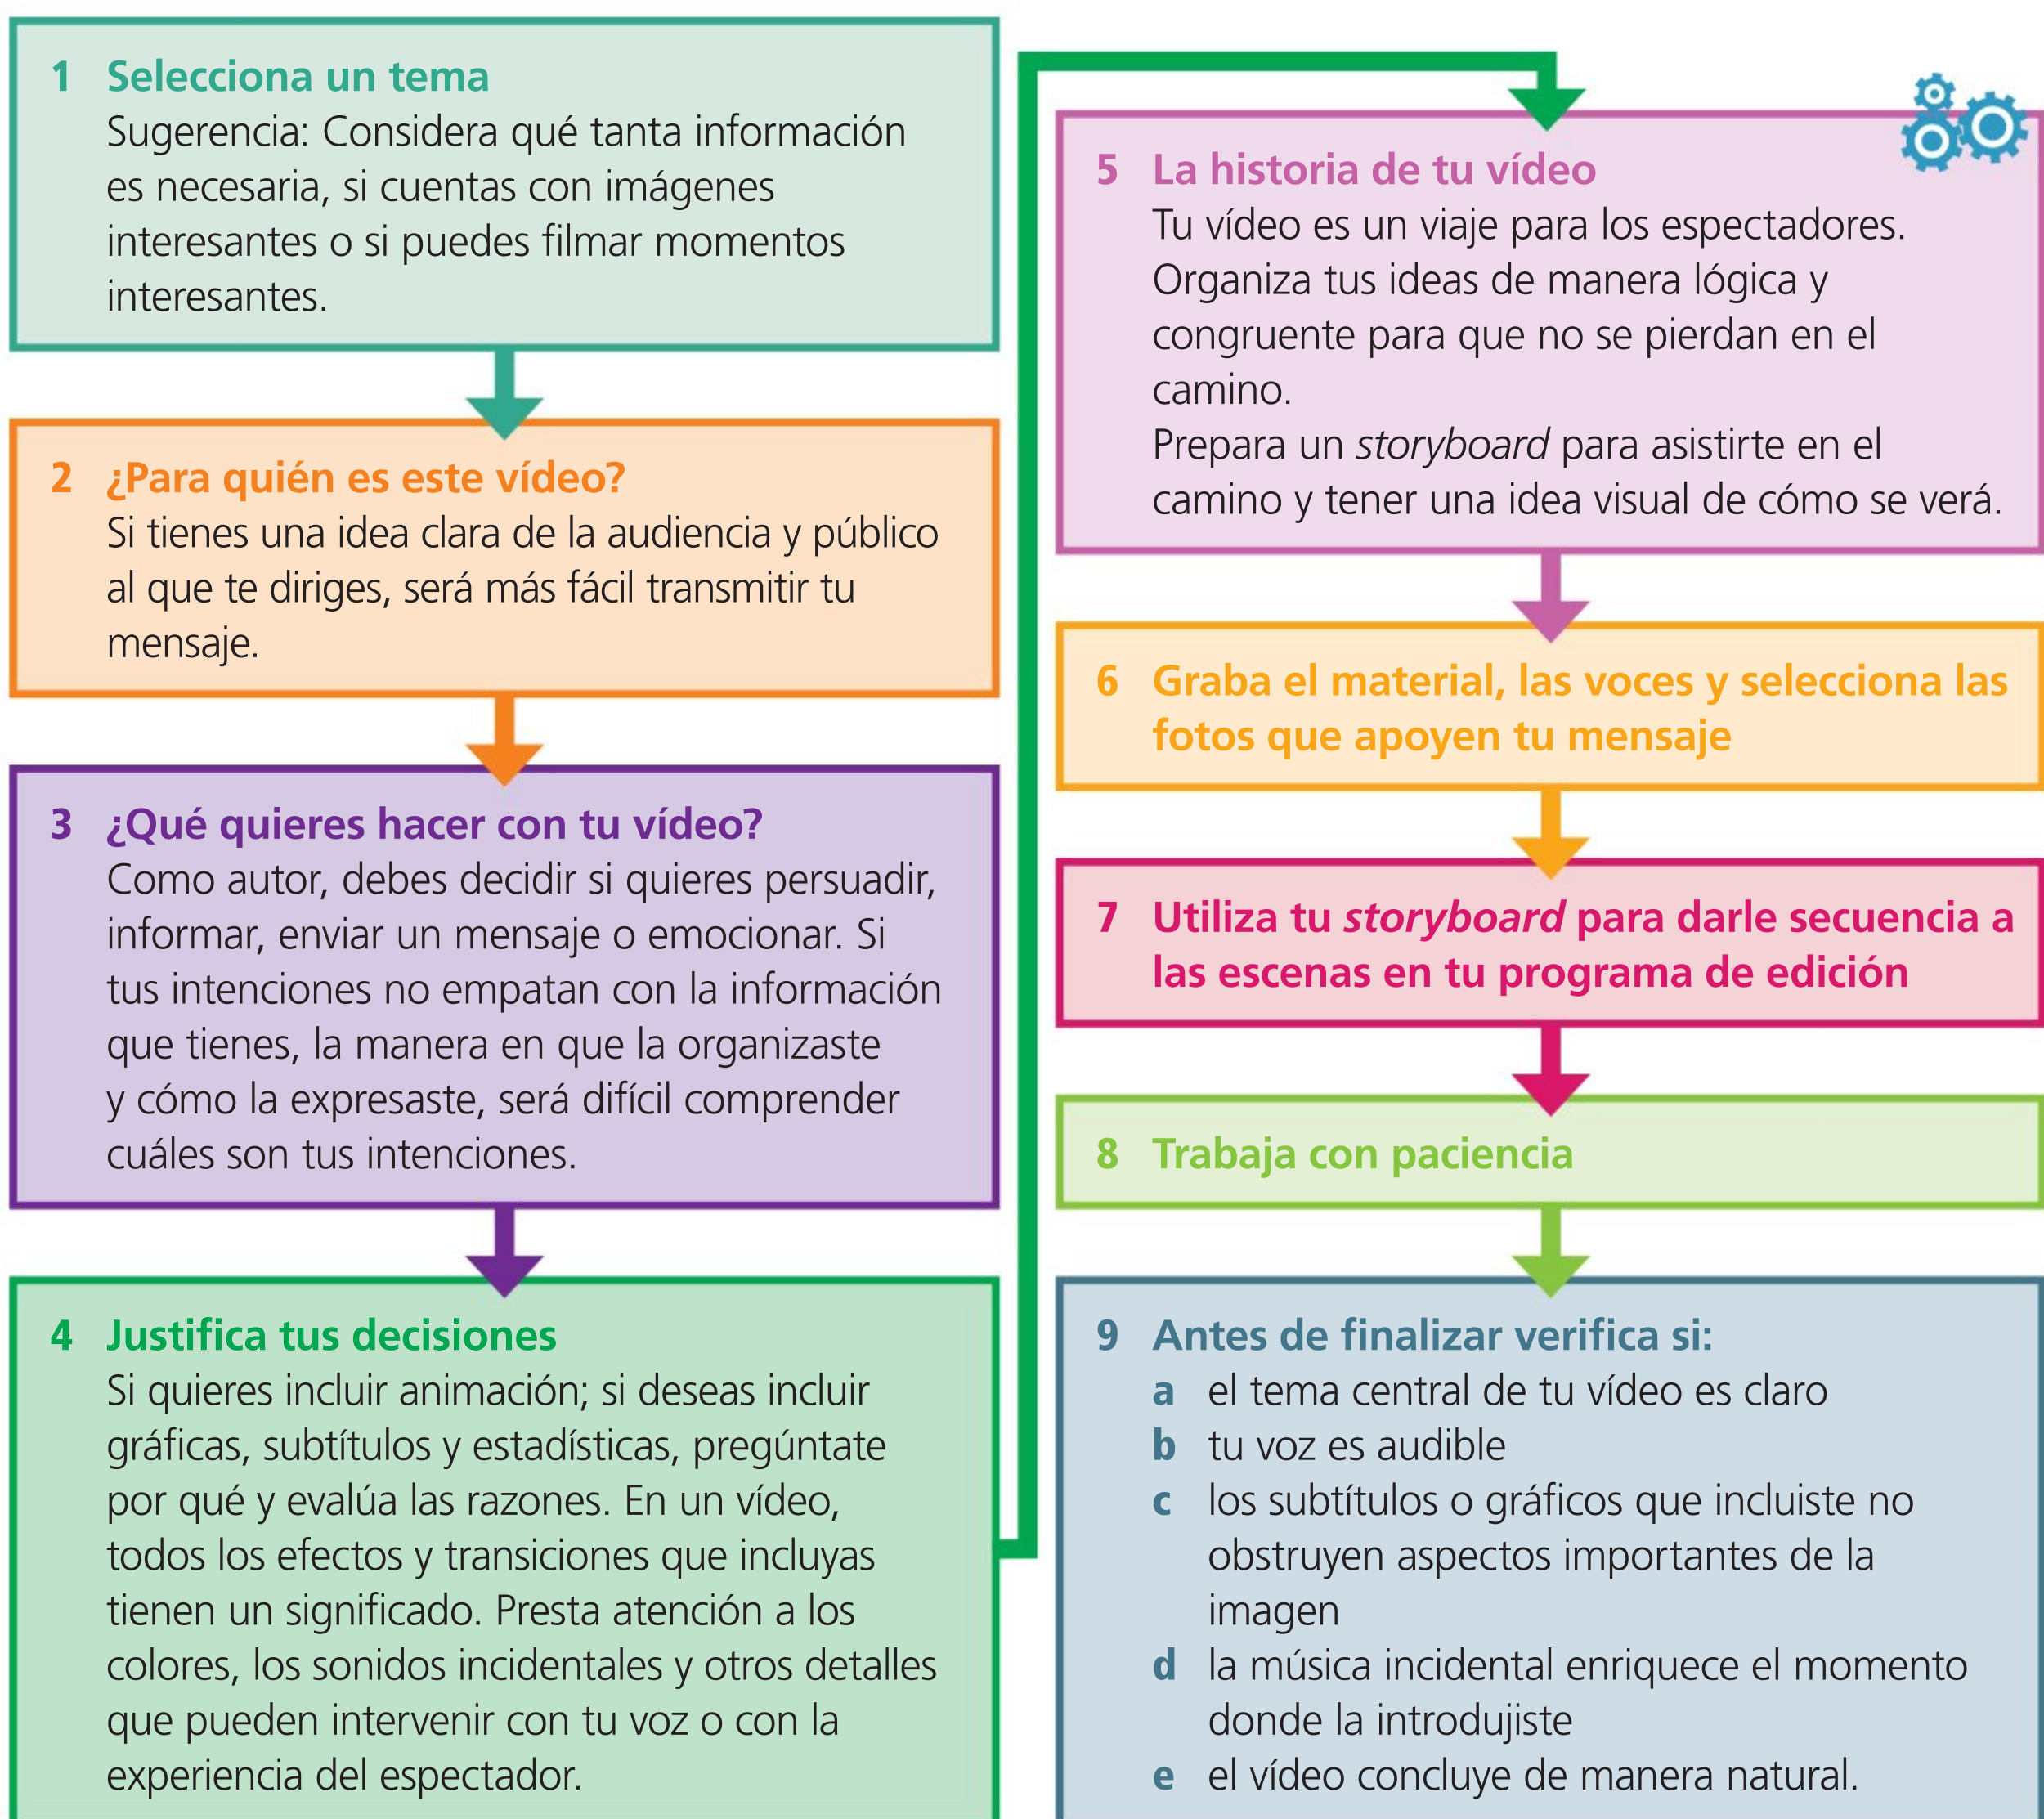 1 Selecciona un tema
Sugerencia: Considera qué tanta información
es necesaria, si cuentas con imágenes
interesantes o si puedes filmar momentos
interesantes.
2 ¿Para quién es este vídeo?
Si tienes una idea clara de la audiencia y público
al que te diriges, será más fácil transmitir tu
mensaje.
3 ¿Qué quieres hacer con tu vídeo?
Como autor, debes decidir si quieres persuadir,
informar, enviar un mensaje o emocionar. Si
tus intenciones no empatan con la información
que tienes, la manera en que la organizaste
y cómo la expresaste, será difícil comprender
cuáles son tus intenciones.
4 Justifica tus decisiones
Si quieres incluir animación; si deseas incluir
gráficas, subtítulos y estadísticas, pregúntate
por qué y evalúa las razones. En un vídeo,
todos los efectos y transiciones que incluyas
tienen un significado. Presta atención a los
colores, los sonidos incidentales y otros detalles
que pueden intervenir con tu voz o con la
experiencia del espectador.
5 La historia de tu vídeo
Tu vídeo es un viaje para los espectadores.
Organiza tus ideas de manera lógica y
congruente para que no se pierdan en el
camino.
Prepara un storyboard para asistirte en el
camino y tener una idea visual de cómo se verá.
6 Graba el material, las voces y selecciona las
fotos que apoyen tu mensaje
7 Utiliza tu storyboard para darle secuencia a
las escenas en tu programa de edición
8 Trabaja con paciencia
9 Antes de finalizar verifica si:
a el tema central de tu vídeo es claro
b tu voz es audible
c los subtítulos o gráficos que incluiste no
obstruyen aspectos importantes de la
imagen
d la música incidental enriquece el momento
donde la introdujiste
e el vídeo concluye de manera natural.